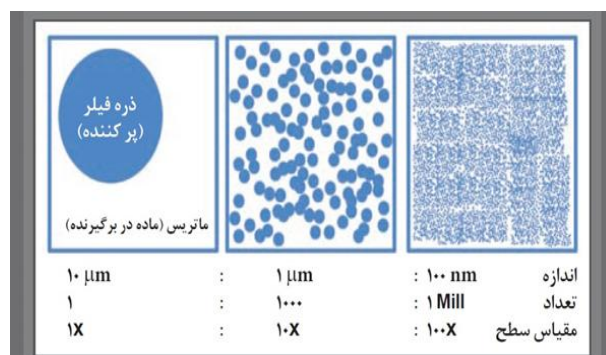 ذره فیلر
(پر کننده)
ماتریس (ماده در برگیرنده)
اندازه ۱۰۰ nm : ۱ μm : ۱۰ μm
تعداد ۱ Mill : ۱۰۰۰ : ۱
مقیاس سطح ۱۰۰X : ۱۰X : ۱X